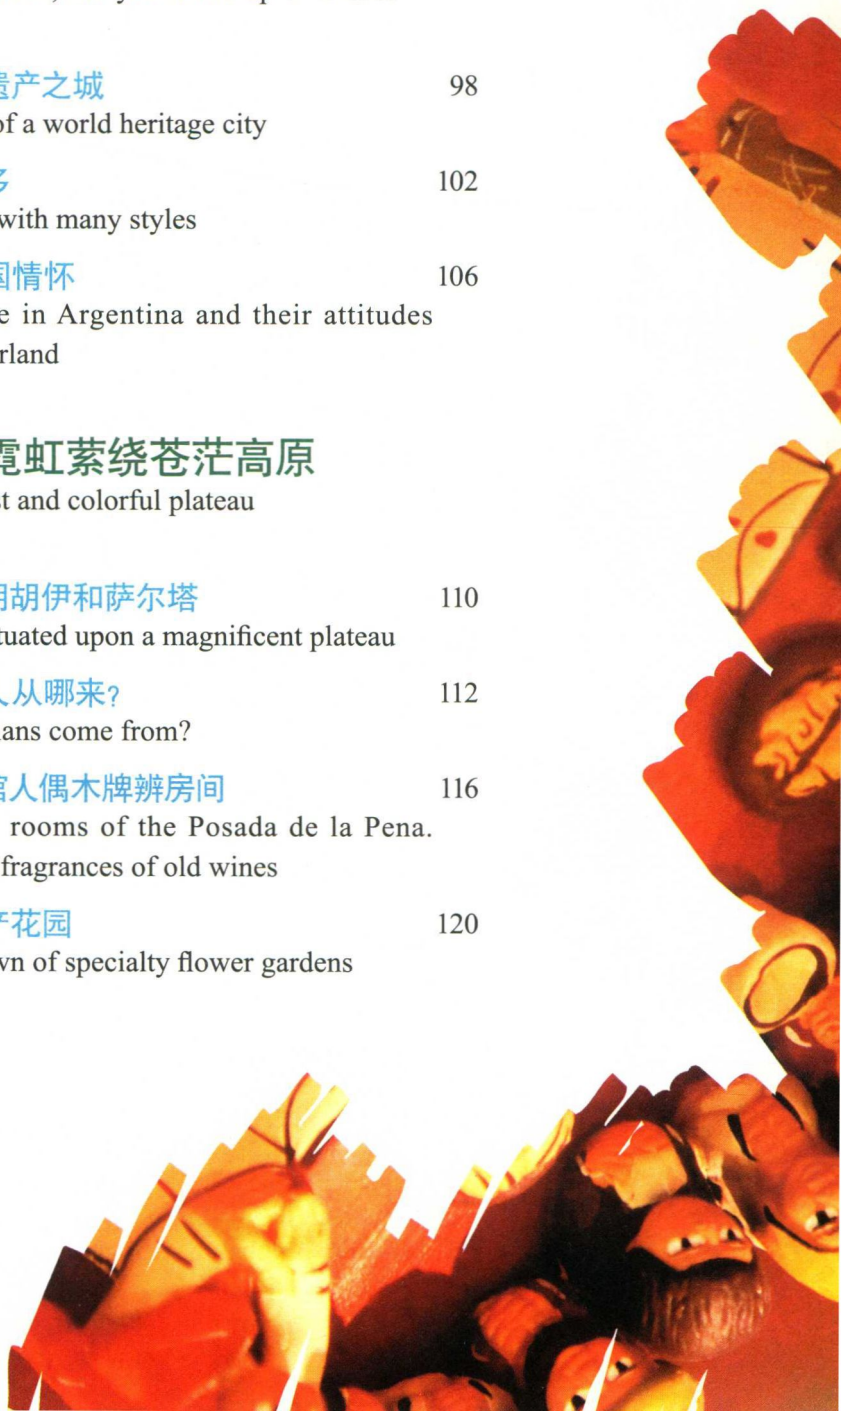 遗产之城 98
of a world heritage city
多 102
with many styles
国情怀 106
e in Argentina and their attitudes
rland
霓虹萦绕苍茫高原
st and colorful plateau
胡胡伊和萨尔塔 110
tuated upon a magnificent plateau
人从哪来? 112
ians come from?
馆人偶木牌辨房间 116
rooms of the Posada de la Pena.
fragrances of old wines
产花园 120
wn of specialty flower gardens